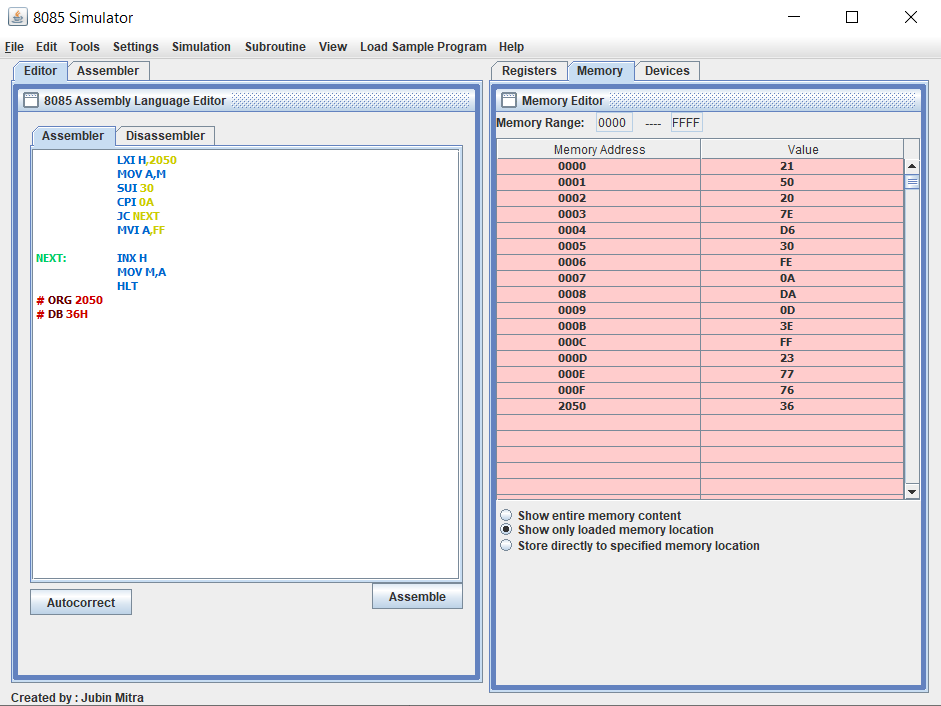 8085 Simulator
File Edit Tools Settings Simulation Subroutine View Load Sample Program Help
Editor Assembler
8085 Assembly Language Editor
Assembler Disassembler
LXI H,2050
MOV A,M
SUI 30
CPI 0A
JC NEXT
MVI A,FF
NEXT: INX H
MOV M,A
HLT
# ORG 2050
# DB 36H
Autocorrect Assemble
Created by : Jubin Mitra
Registers Memory Devices
Memory Editor
Memory Range: 0000 ---- FFFF
Memory Address Value
0000 21
0001 50
0002 20
0003 7E
0004 D6
0005 30
0006 FE
0007 0A
0008 DA
0009 0D
000B 3E
000C FF
000D 23
000E 77
000F 76
2050 36
Show entire memory content
Show only loaded memory location
Store directly to specified memory location